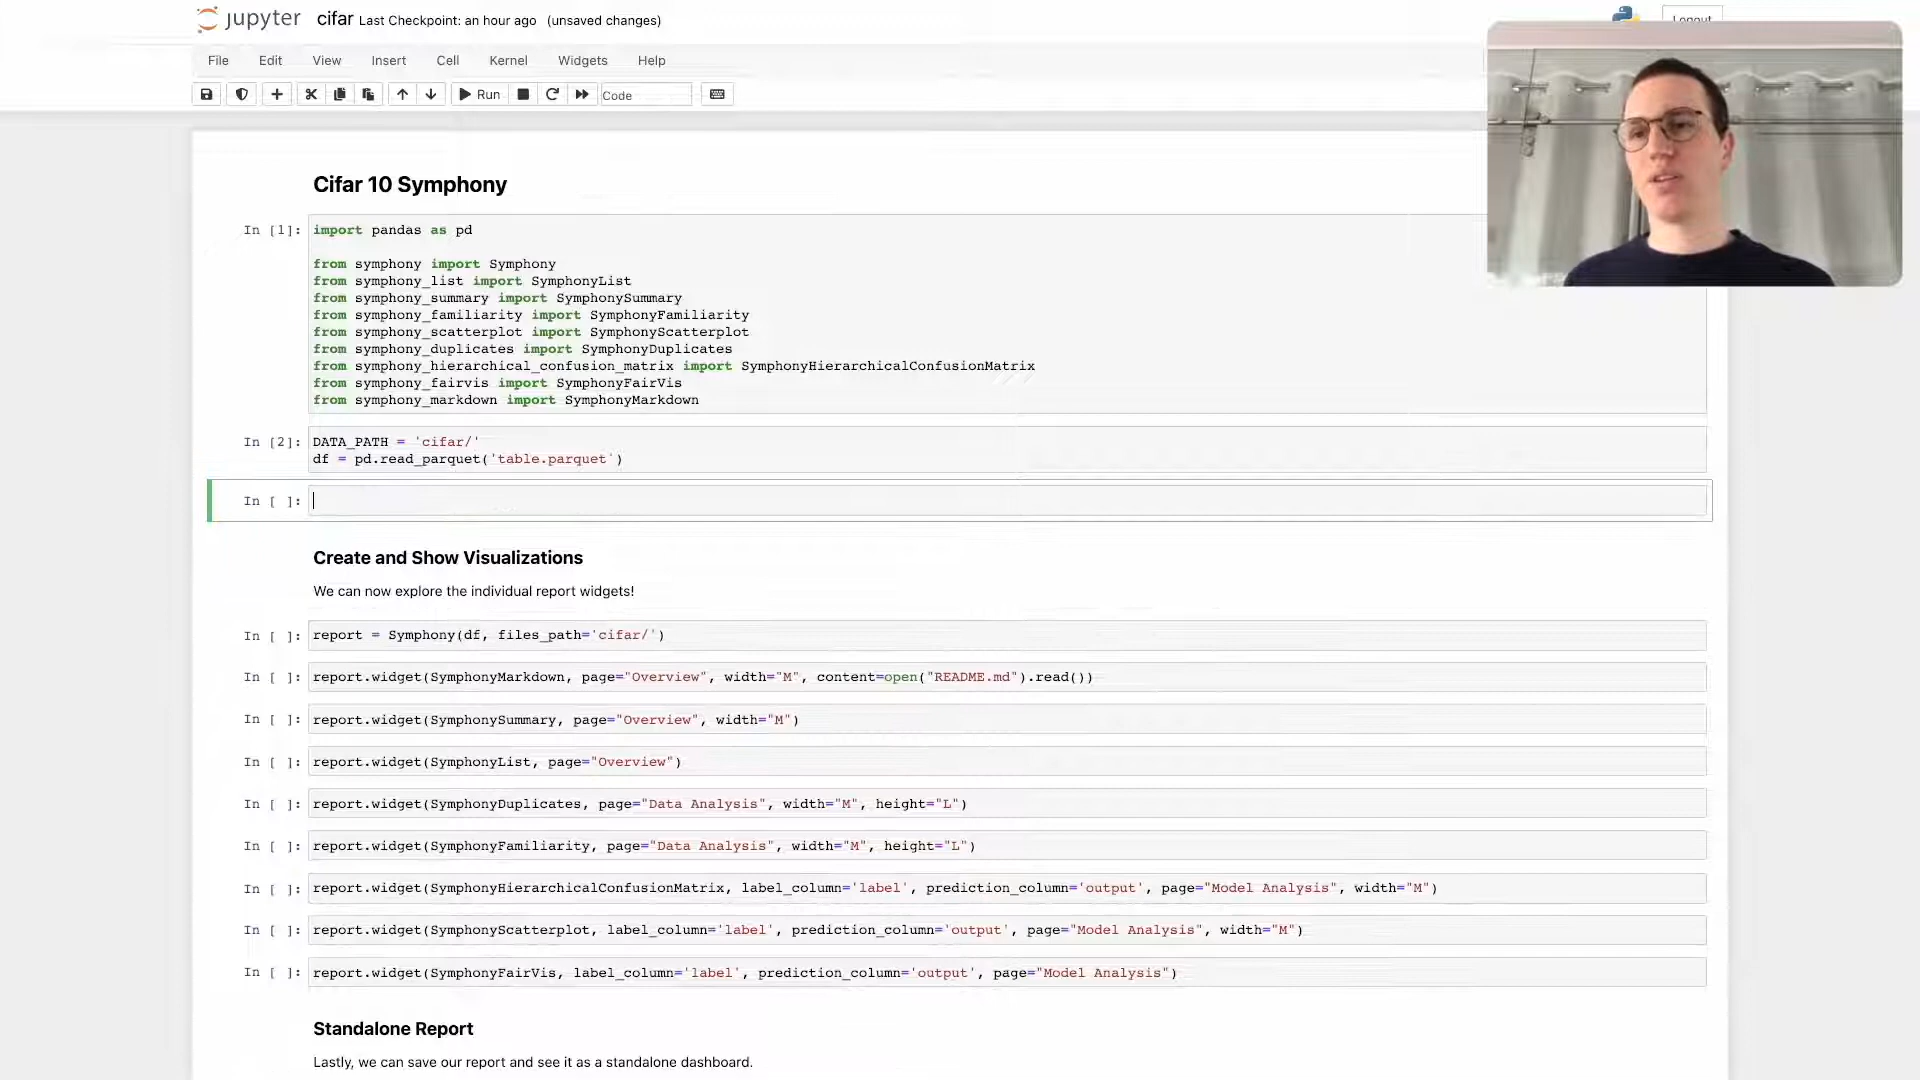 jupyter cifar Last Checkpoint: an hour ago (unsaved changes)
Logout
File Edit View Insert Cell Kernel Widgets Help
Run Code
Cifar 10 Symphony
In [1]: import pandas as pd
from symphony import Symphony
from symphony_list import SymphonyList
from symphony_summary import SymphonySummary
from symphony_familiarity import SymphonyFamiliarity
from symphony_scatterplot import SymphonyScatterplot
from symphony_duplicates import SymphonyDuplicates
from symphony_hierarchical_confusion_matrix import SymphonyHierarchicalConfusionMatrix
from symphony_fairvis import SymphonyFairVis
from symphony_markdown import SymphonyMarkdown
In [2]: DATA_PATH = 'cifar/'
df = pd.read_parquet('table.parquet')
In [ ]:
Create and Show Visualizations
We can now explore the individual report widgets!
In [ ]: report = Symphony(df, files_path='cifar/')
In [ ]: report.widget(SymphonyMarkdown, page="Overview", width="M", content=open("README.md").read())
In [ ]: report.widget(SymphonySummary, page="Overview", width="M")
In [ ]: report.widget(SymphonyList, page="Overview")
In [ ]: report.widget(SymphonyDuplicates, page="Data Analysis", width="M", height="L")
In [ ]: report.widget(SymphonyFamiliarity, page="Data Analysis", width="M", height="L")
In [ ]: report.widget(SymphonyHierarchicalConfusionMatrix, label_column='label', prediction_column='output', page="Model Analysis", width="M")
In [ ]: report.widget(SymphonyScatterplot, label_column='label', prediction_column='output', page="Model Analysis", width="M")
In [ ]: report.widget(SymphonyFairVis, label_column='label', prediction_column='output', page="Model Analysis")
Standalone Report
Lastly, we can save our report and see it as a standalone dashboard.